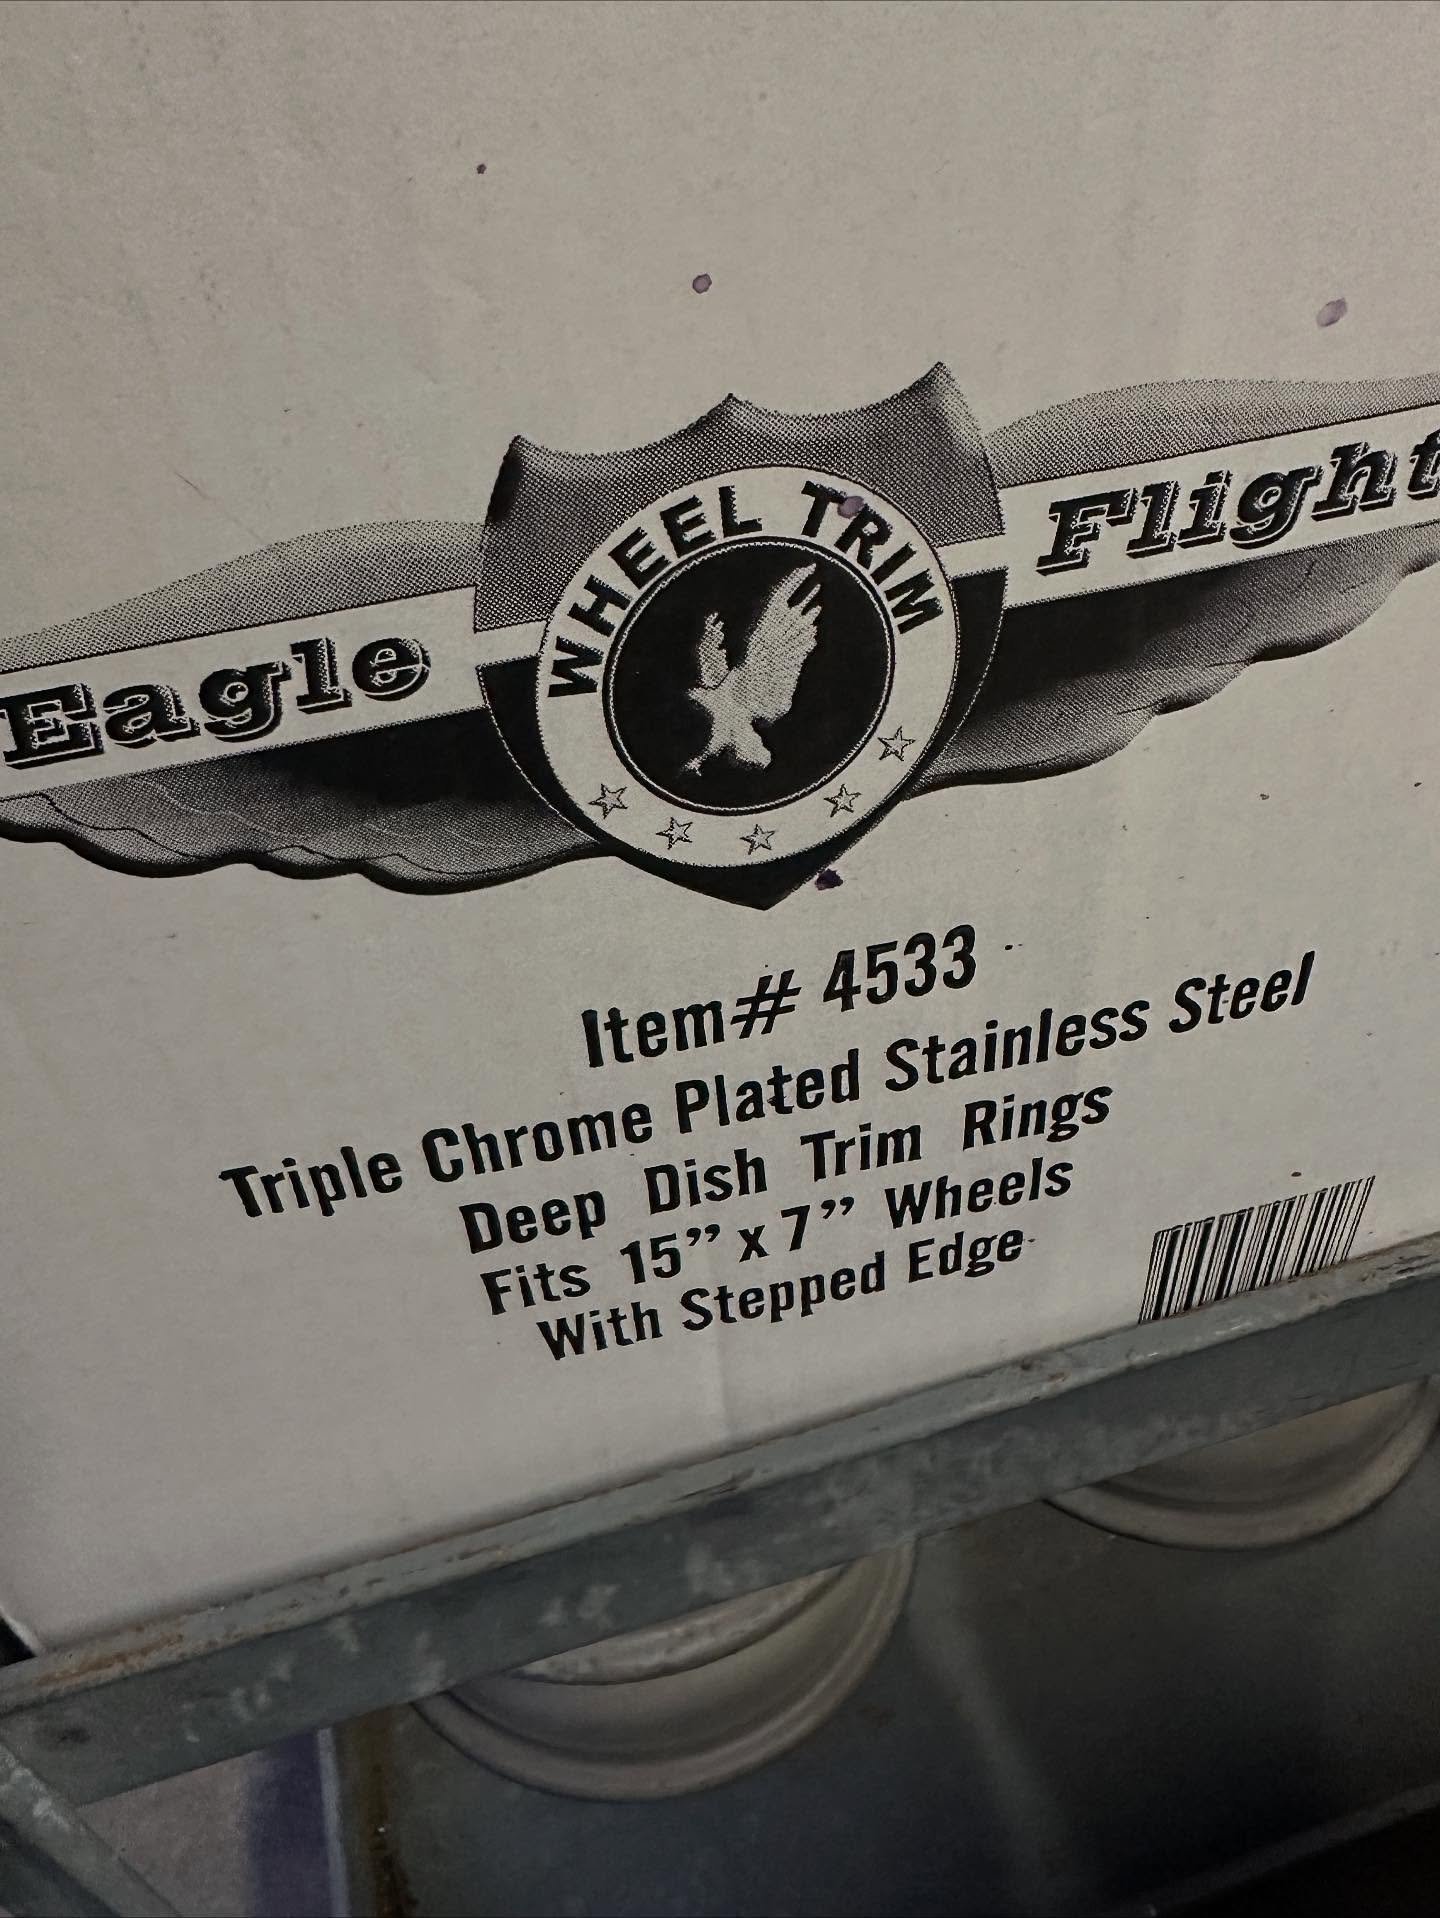 Eagle WHEEL TRIM Flight
Item# 4533
Triple Chrome Plated Stainless Steel
Deep Dish Trim Rings
Fits 15” x 7” Wheels
With Stepped Edge